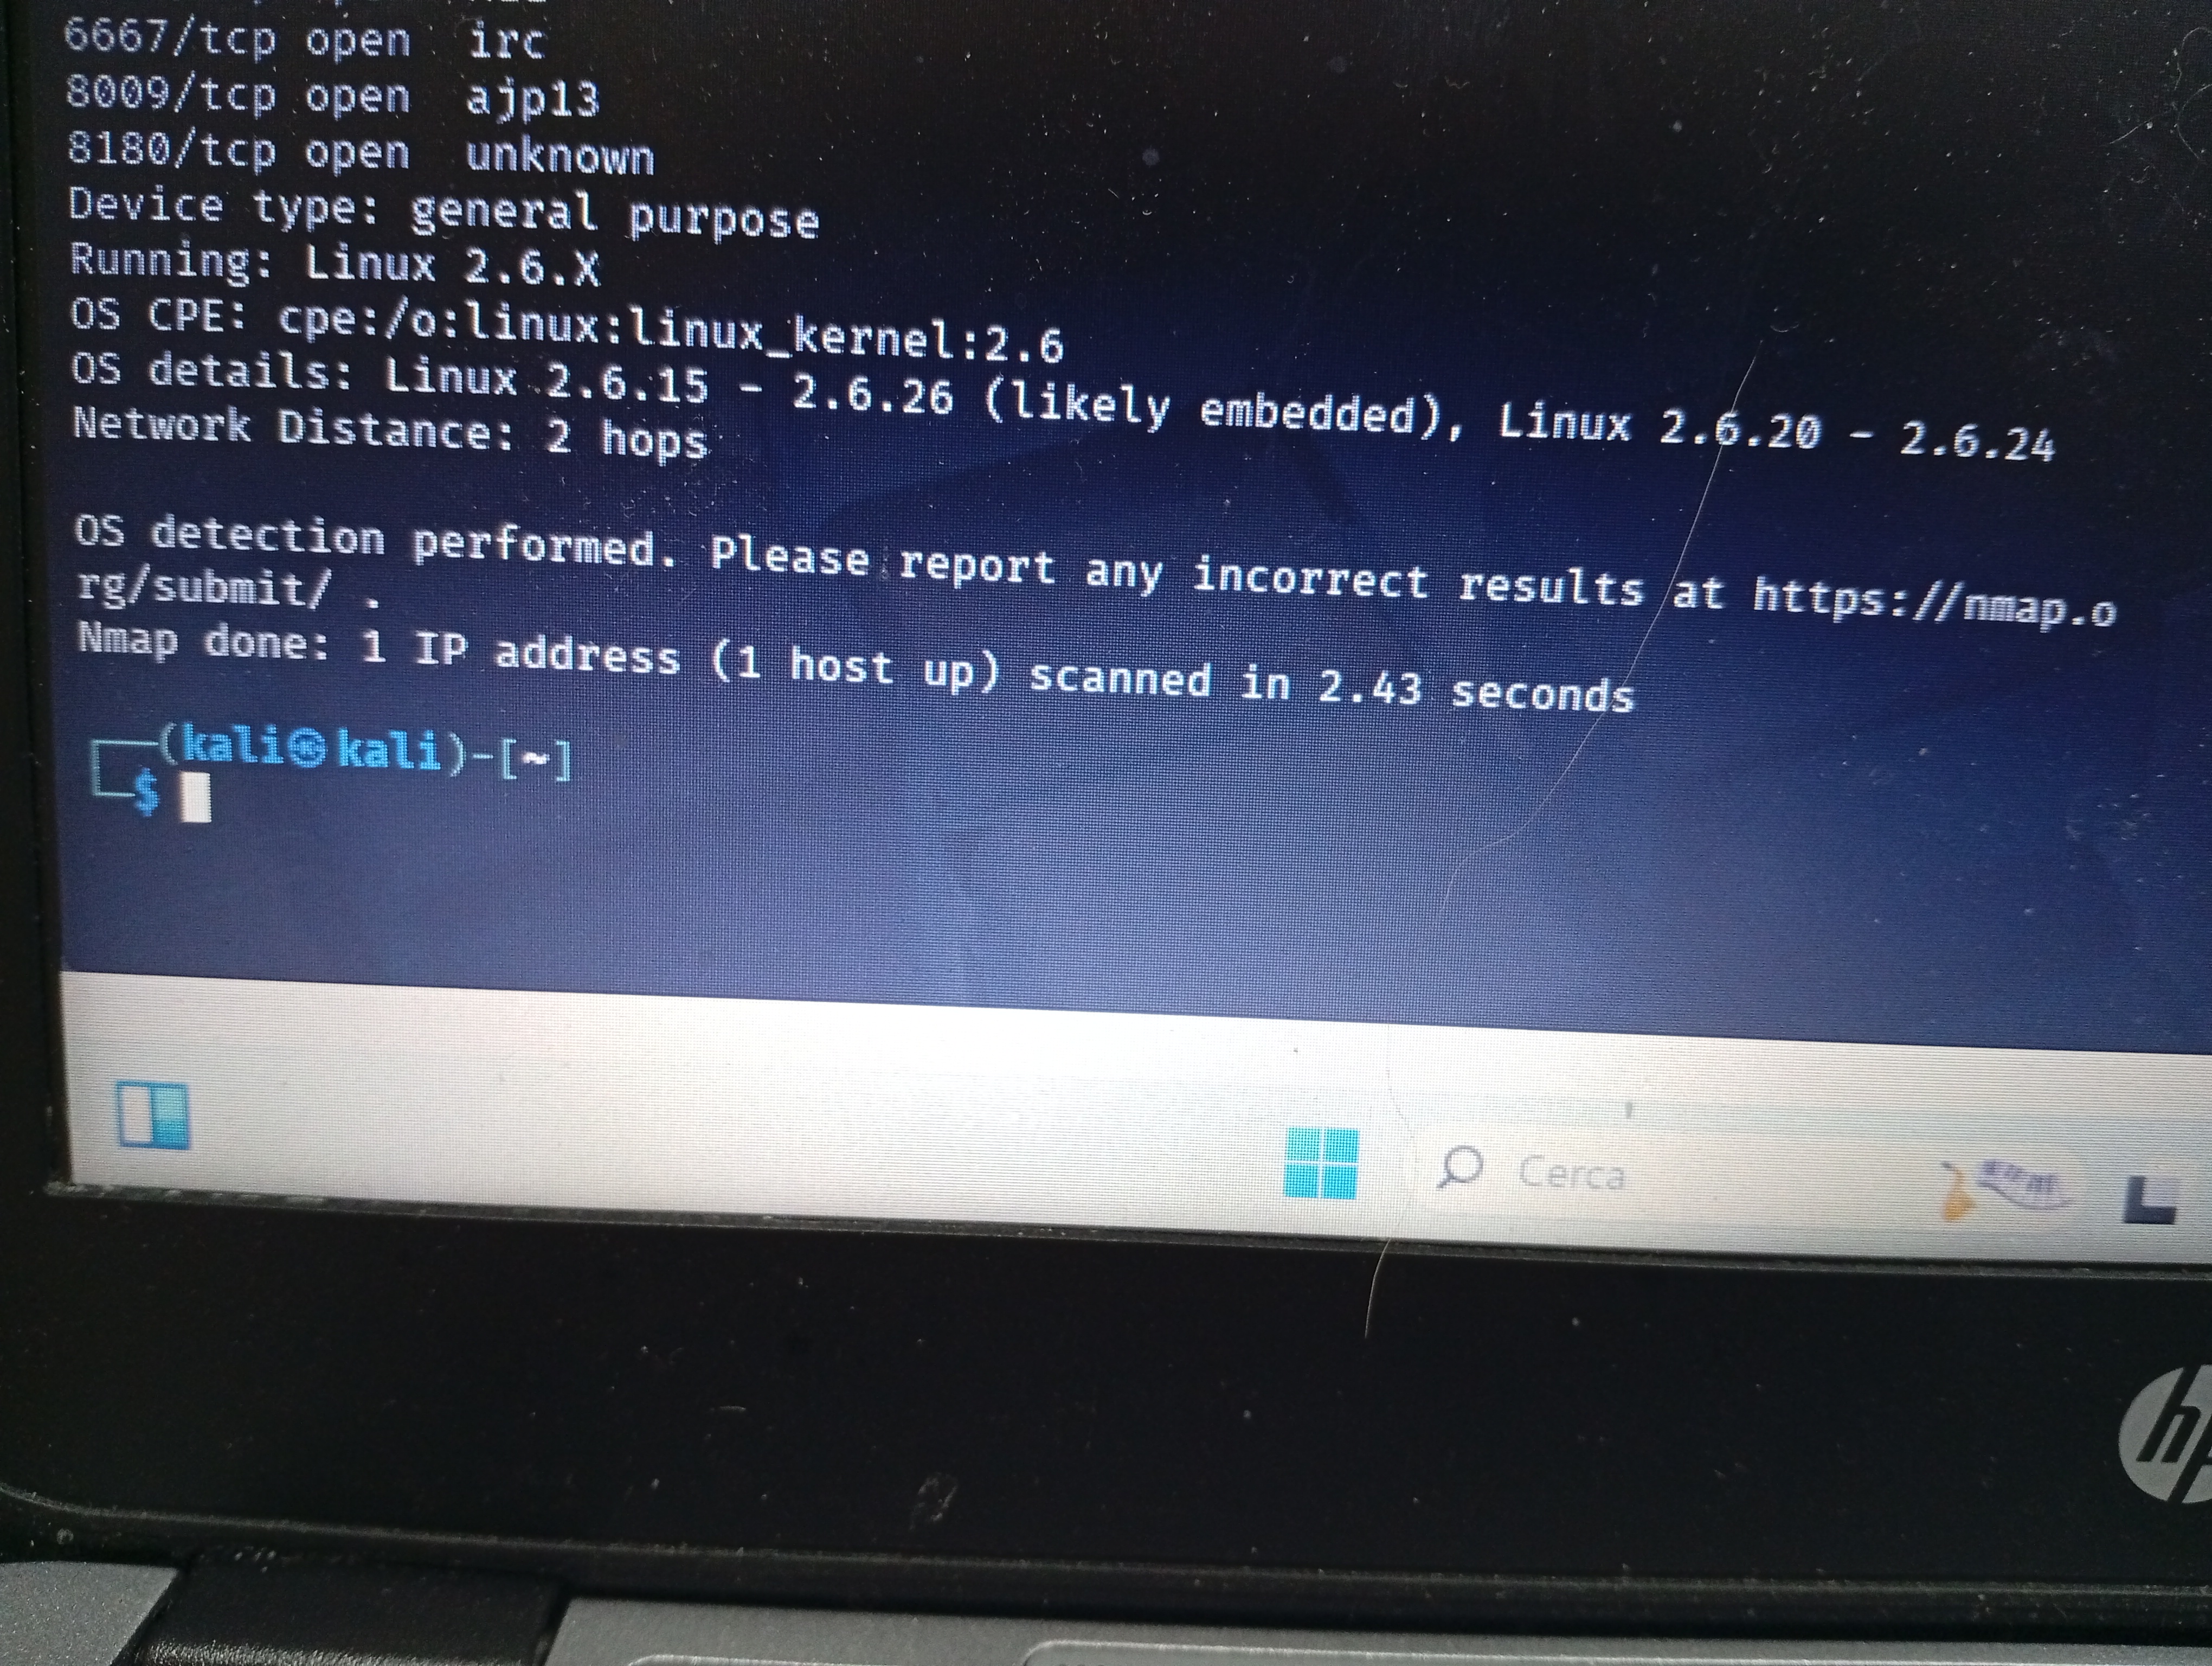 6667/tcp open  irc
8009/tcp open  ajp13
8180/tcp open  unknown
Device type: general purpose
Running: Linux 2.6.X
OS CPE: cpe:/o:linux:linux_kernel:2.6
OS details: Linux 2.6.15 - 2.6.26 (likely embedded), Linux 2.6.20 - 2.6.24
Network Distance: 2 hops
OS detection performed. Please report any incorrect results at https://nmap.o
rg/submit/ .
Nmap done: 1 IP address (1 host up) scanned in 2.43 seconds
(kali㉿kali)-[~]
$
Cerca
hp